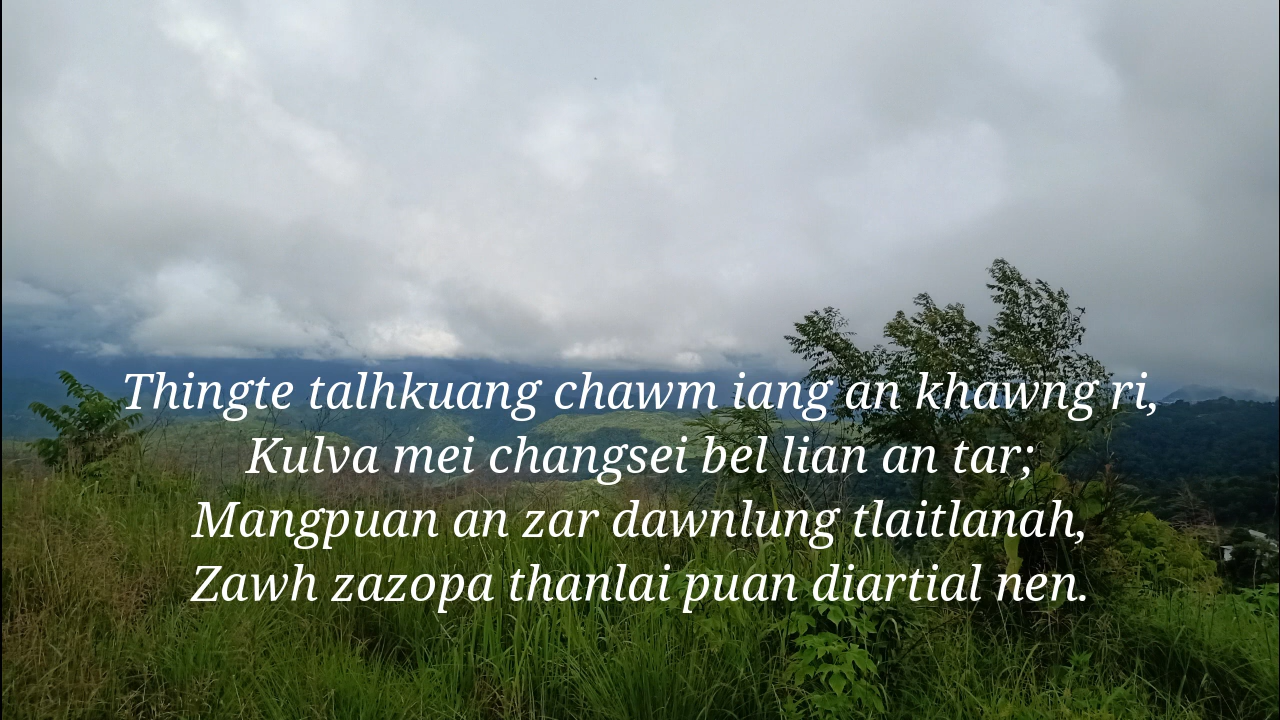 Thingte talhkuang chawm iang an khawng ri,
Kulva mei changsei bel lian an tar;
Mangpuan an zar dawnlung tlaitlanah,
Zawh zazopa thanlai puan diartial nen.